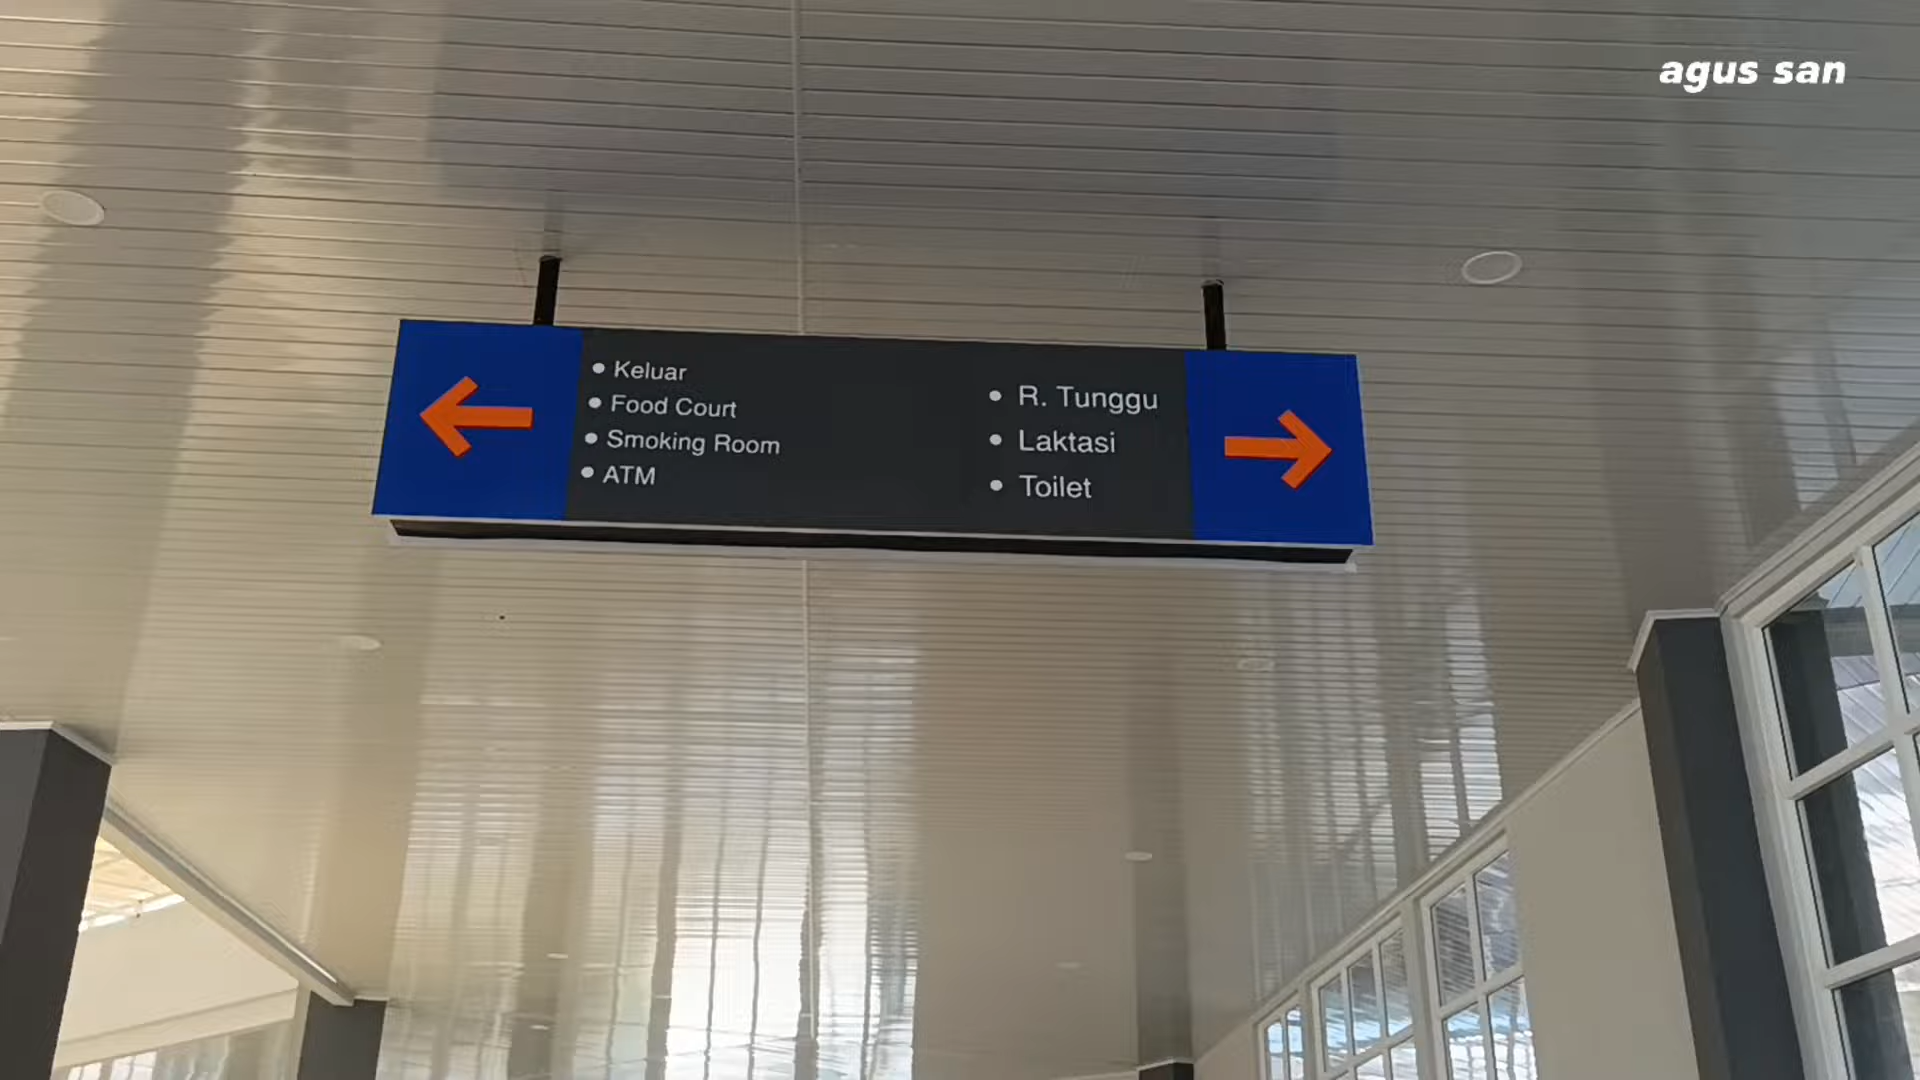 agus san
Keluar
Food Court
Smoking Room
ATM
R. Tunggu
Laktasi
Toilet